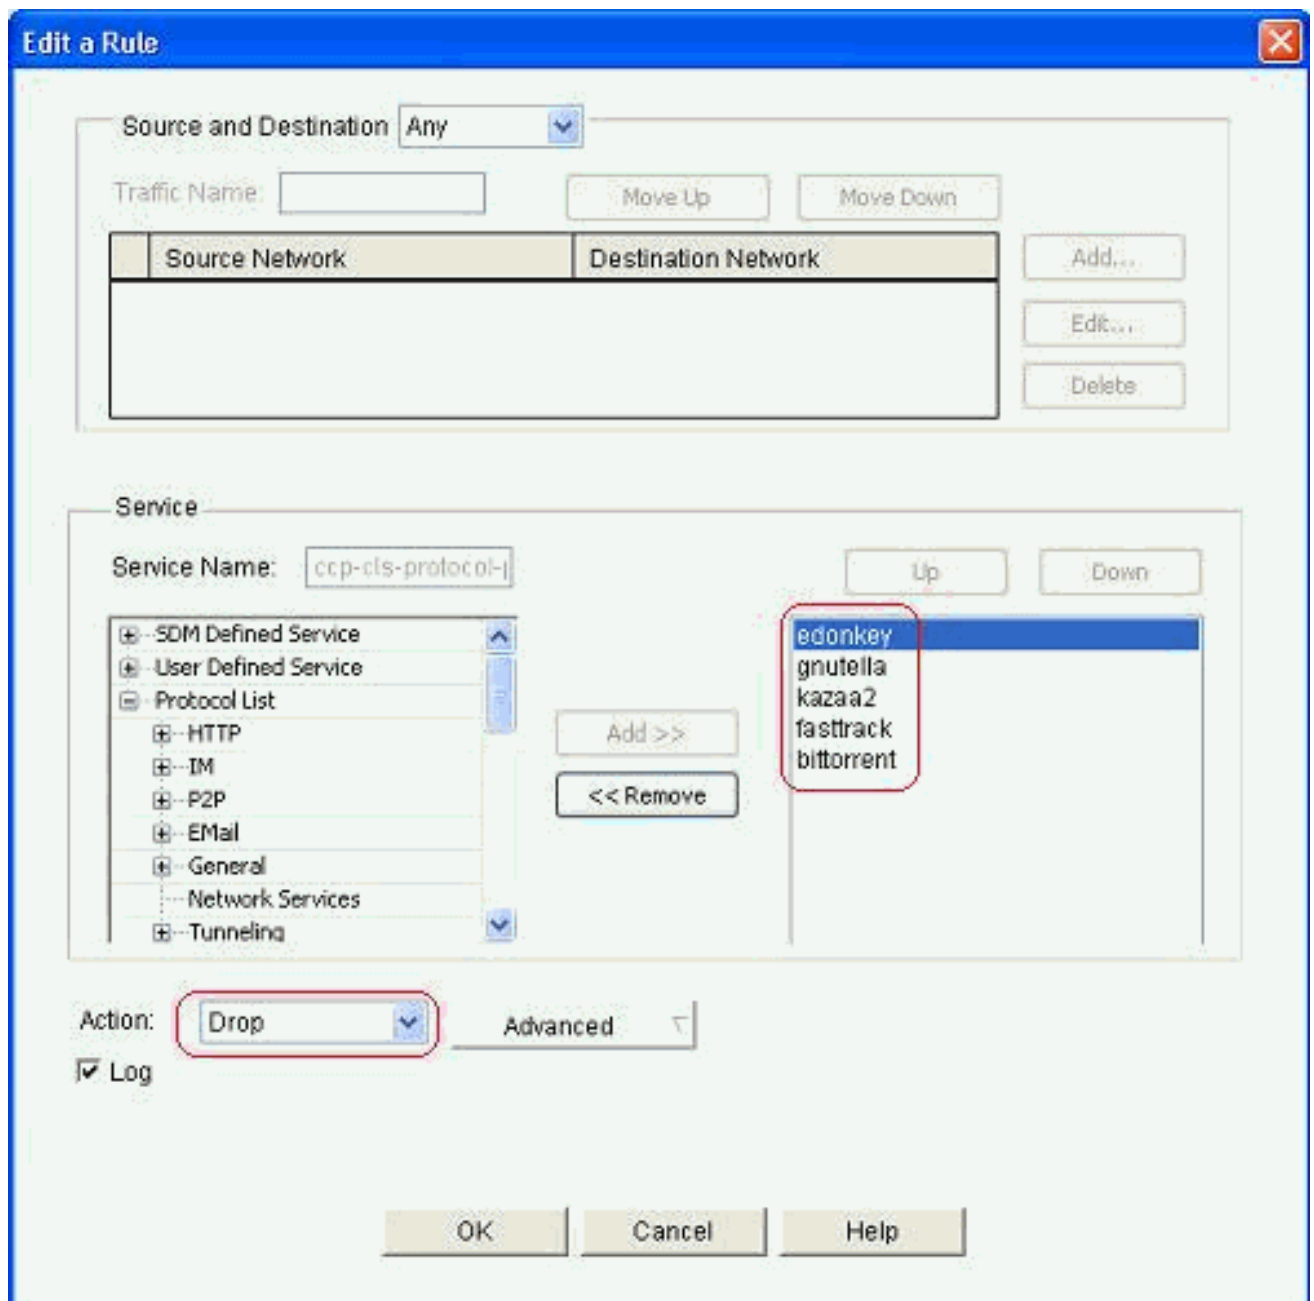 Edit a Rule
Source and Destination Any
Traffic Name: Move Up Move Down
Source Network Destination Network
Add...
Edit...
Delete
Service
Service Name: ccp-cls-protocol-p Up Down
SDM Defined Service
User Defined Service
Protocol List
HTTP
IM
P2P
EMail
General
Network Services
Tunneling
Add >>
<< Remove
edonkey
gnutella
kazaa2
fasttrack
bittorrent
Action: Drop Advanced
Log
OK Cancel Help